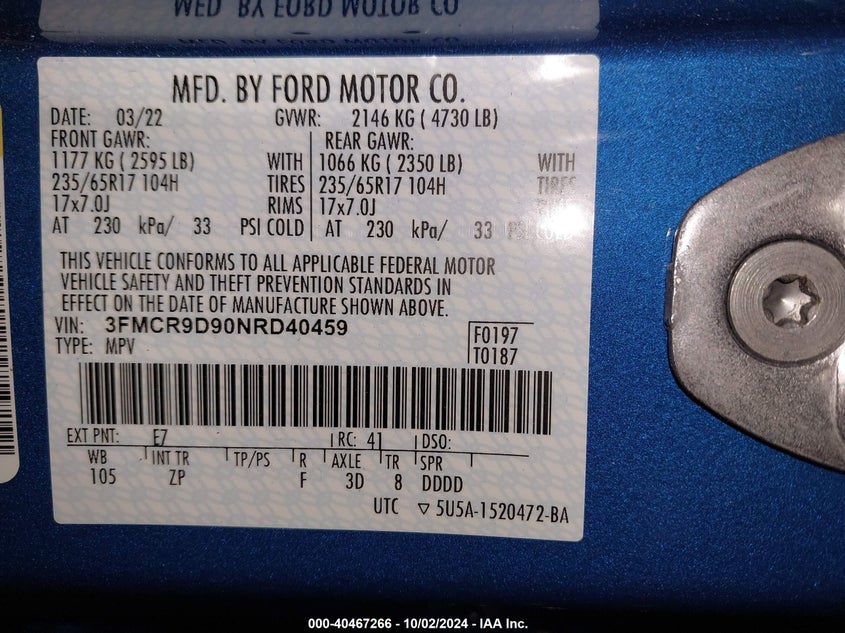 MFD. BY FORD MOTOR CO.
DATE: 03/22 GVWR: 2146 KG ( 4730 LB)
FRONT GAWR: REAR GAWR:
1177 KG ( 2595 LB) WITH 1066 KG ( 2350 LB) WITH
235/65R17 104H TIRES 235/65R17 104H TIRES
17x7.0J RIMS 17x7.0J
AT 230 kPa/ 33 PSI COLD AT 230 kPa/ 33 PSI COLD
THIS VEHICLE CONFORMS TO ALL APPLICABLE FEDERAL MOTOR
VEHICLE SAFETY AND THEFT PREVENTION STANDARDS IN
EFFECT ON THE DATE OF MANUFACTURE SHOWN ABOVE.
VIN: 3FMCR9D90NRD40459 F0197
TYPE: MPV T0187
EXT PNT: E7 RC: 41 DSO:
WB INT TR TP/PS R AXLE TR SPR
105 ZP F 3D 8 DDDD
UTC ▽ 5U5A-1520472-BA
000-40467266 - 10/02/2024 - IAA Inc.